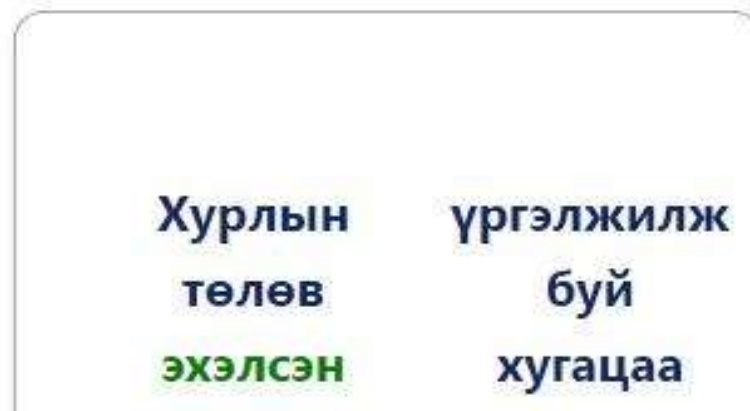 Хурлын
төлөв
эхэлсэн
үргэлжилж
буй
хугацаа